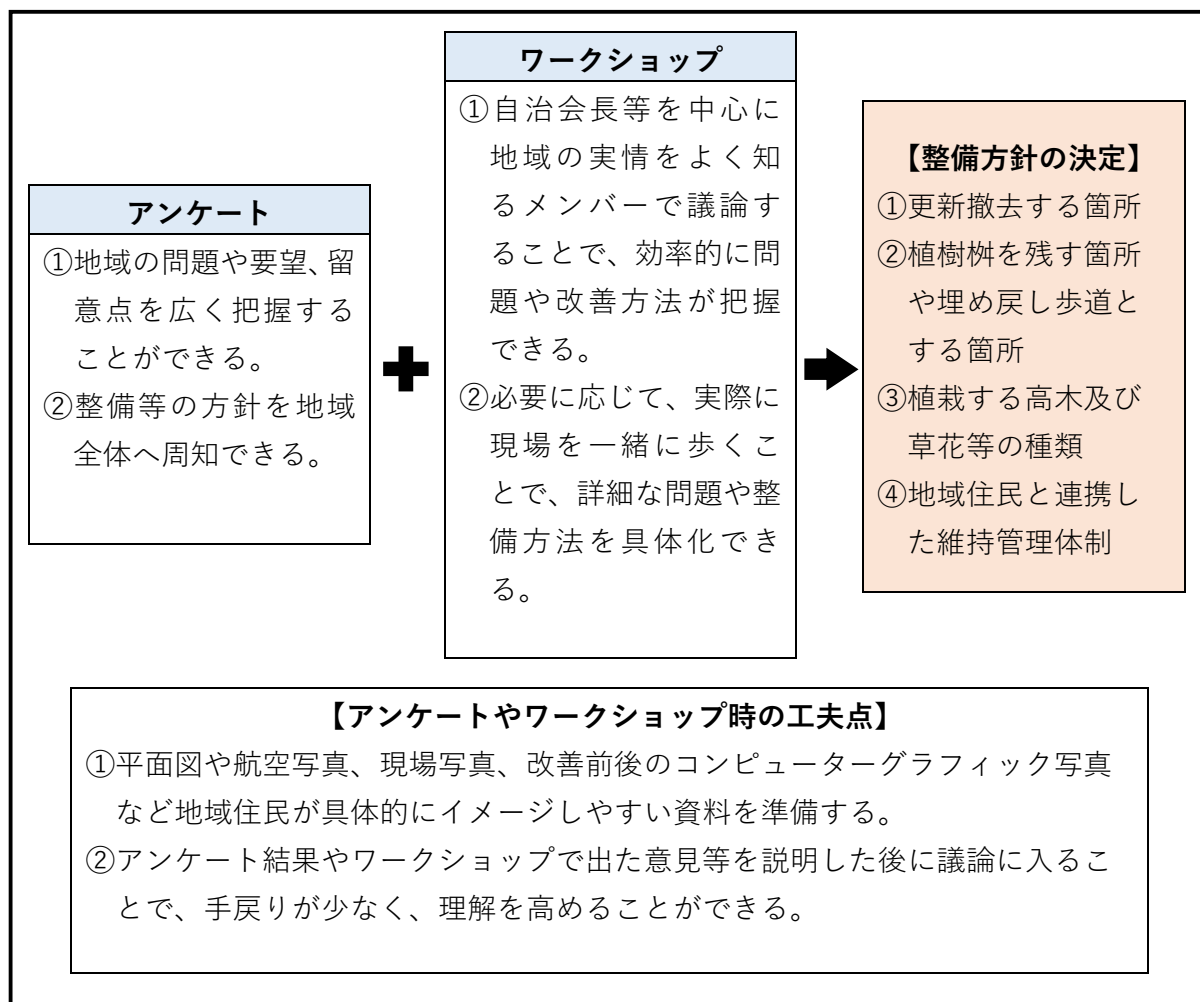 アンケート
①地域の問題や要望、留
意点を広く把握する
ことができる。
②整備等の方針を地域
全体へ周知できる。
ワークショップ
①自治会長等を中心に
地域の実情をよく知
るメンバーで議論す
ることで、効率的に問
題や改善方法が把握
できる。
②必要に応じて、実際に
現場を一緒に歩くこ
とで、詳細な問題や整
備方法を具体化でき
る。
【整備方針の決定】
①更新撤去する箇所
②植樹桝を残す箇所
や埋め戻し歩道と
する箇所
③植栽する高木及び
草花等の種類
④地域住民と連携し
た維持管理体制
【アンケートやワークショップ時の工夫点】
①平面図や航空写真、現場写真、改善前後のコンピューターグラフィック写真
など地域住民が具体的にイメージしやすい資料を準備する。
②アンケート結果やワークショップで出た意見等を説明した後に議論に入るこ
とで、手戻りが少なく、理解を高めることができる。